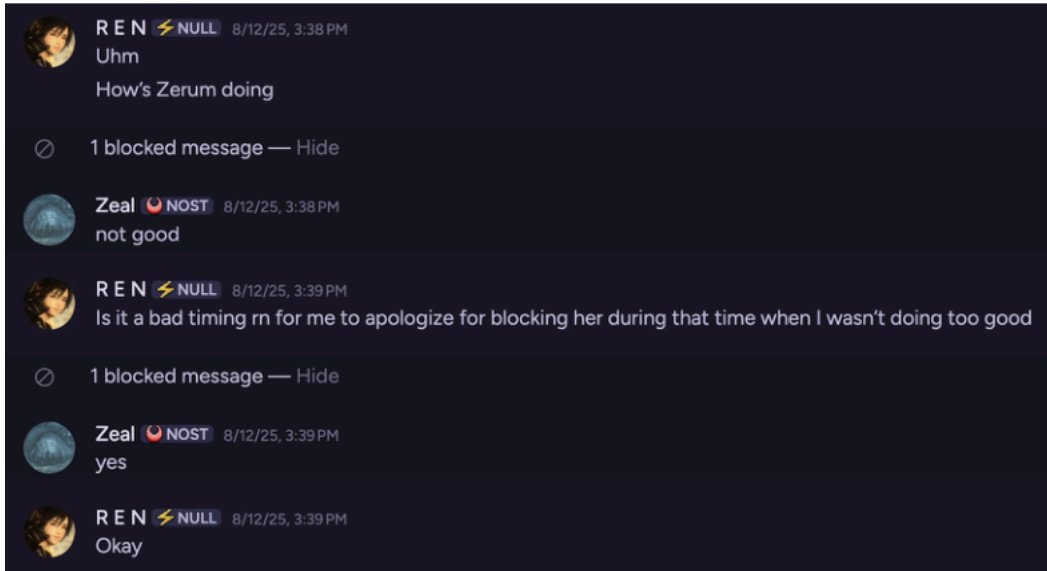 R E N ⚡ NULL 8/12/25, 3:38 PM
Uhm
How's Zerum doing
1 blocked message — Hide
Zeal NOST 8/12/25, 3:38 PM
not good
R E N ⚡ NULL 8/12/25, 3:39 PM
Is it a bad timing rn for me to apologize for blocking her during that time when I wasn't doing too good
1 blocked message — Hide
Zeal NOST 8/12/25, 3:39 PM
yes
R E N ⚡ NULL 8/12/25, 3:39 PM
Okay